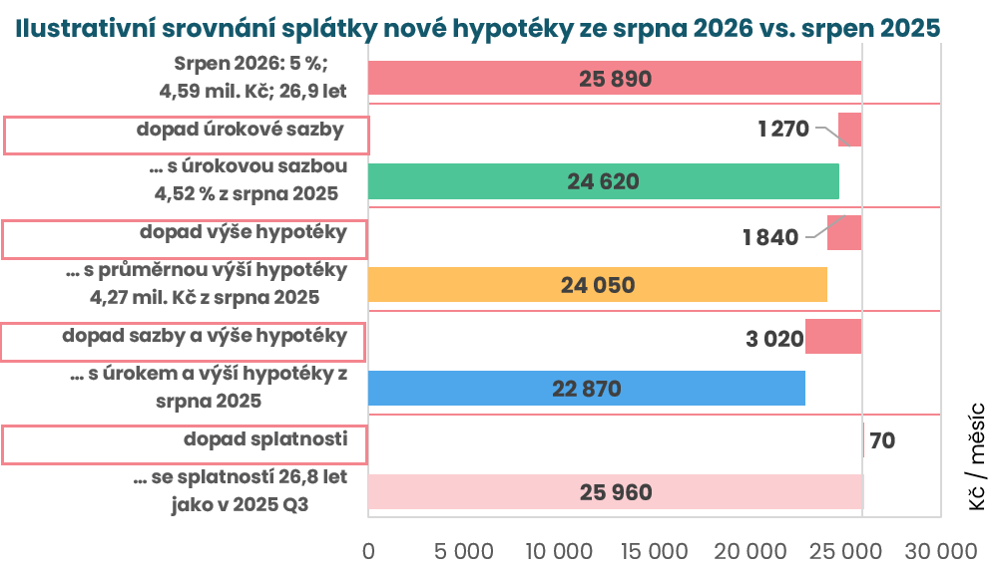 Ilustrativní srovnání splátky nové hypotéky ze srpna 2026 vs. srpen 2025
Srpen 2026: 5 %;
4,59 mil. Kč; 26,9 let
25 890
dopad úrokové sazby
1 270
... s úrokovou sazbou
4,52 % z srpna 2025
24 620
dopad výše hypotéky
1 840
... s průměrnou výší hypotéky
4,27 mil. Kč z srpna 2025
24 050
dopad sazby a výše hypotéky
3 020
... s úrokem a výší hypotéky z
srpna 2025
22 870
dopad splatnosti
70
... se splatností 26,8 let
jako v 2025 Q3
25 960
Kč / měsíc
0 5 000 10 000 15 000 20 000 25 000 30 000